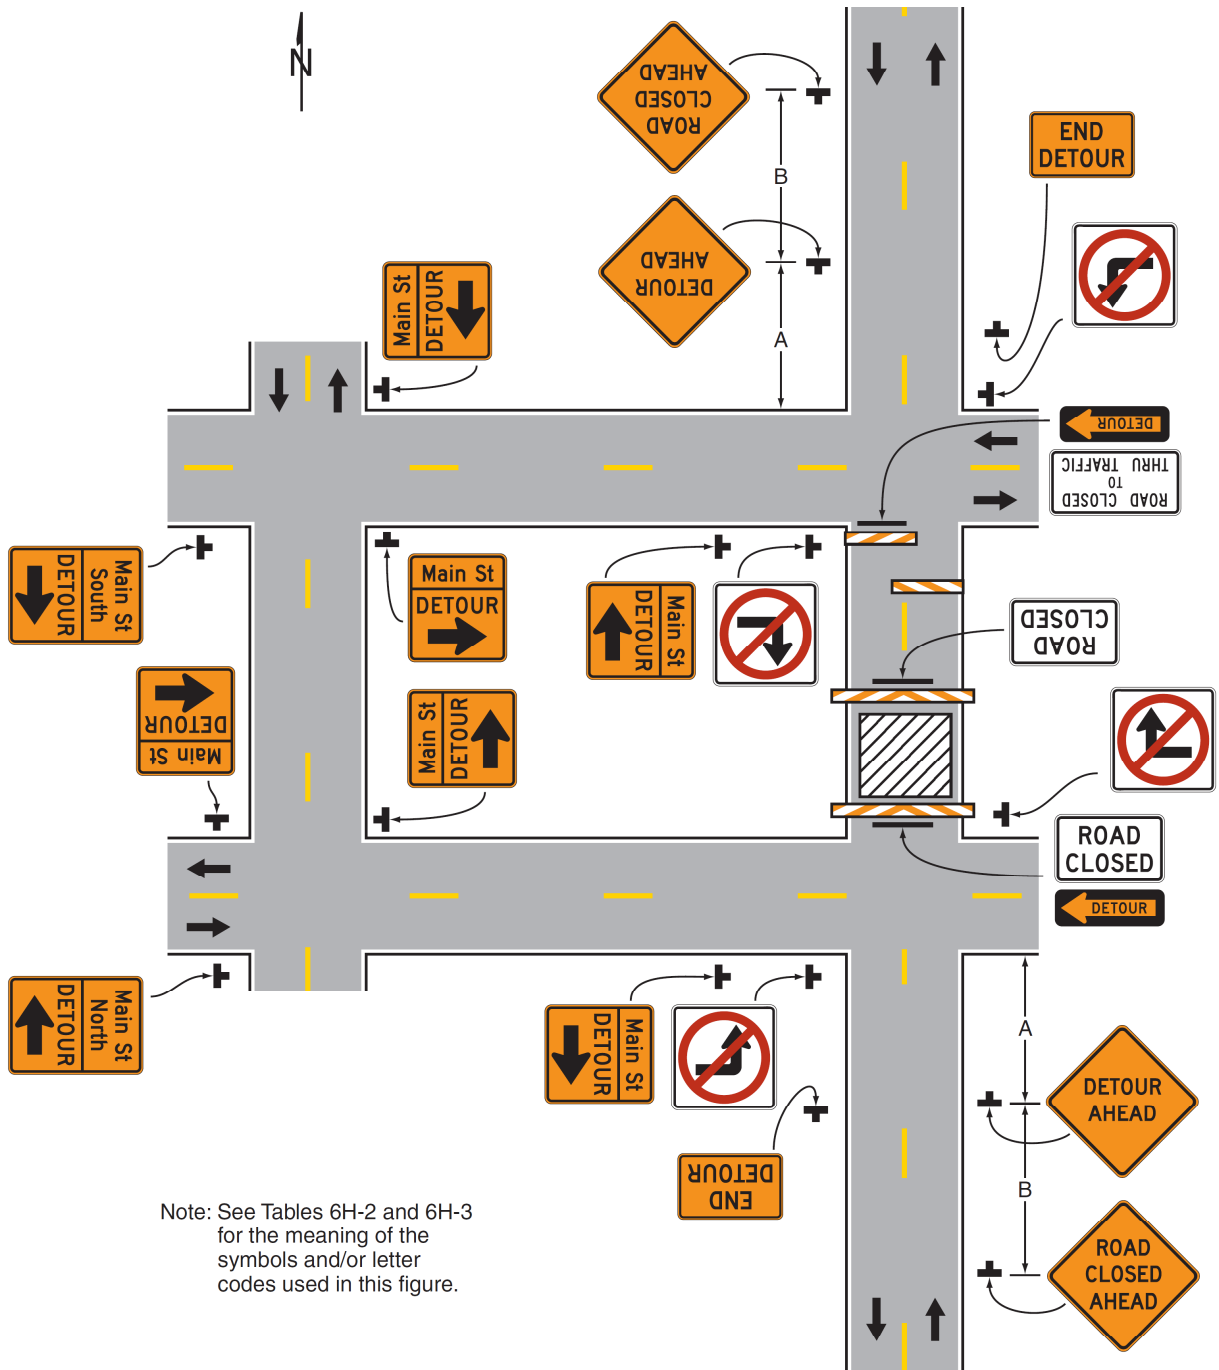 N
ROAD
CLOSED
AHEAD
B
DETOUR
AHEAD
A
END
DETOUR
Main St
DETOUR
DETOUR
ROAD CLOSED
TO
THRU TRAFFIC
Main St
South
DETOUR
Main St
DETOUR
Main St
DETOUR
ROAD
CLOSED
Main St
DETOUR
Main St
DETOUR
ROAD
CLOSED
DETOUR
Main St
North
DETOUR
Main St
DETOUR
A
DETOUR
AHEAD
END
DETOUR
B
ROAD
CLOSED
AHEAD
Note: See Tables 6H-2 and 6H-3
for the meaning of the
symbols and/or letter
codes used in this figure.